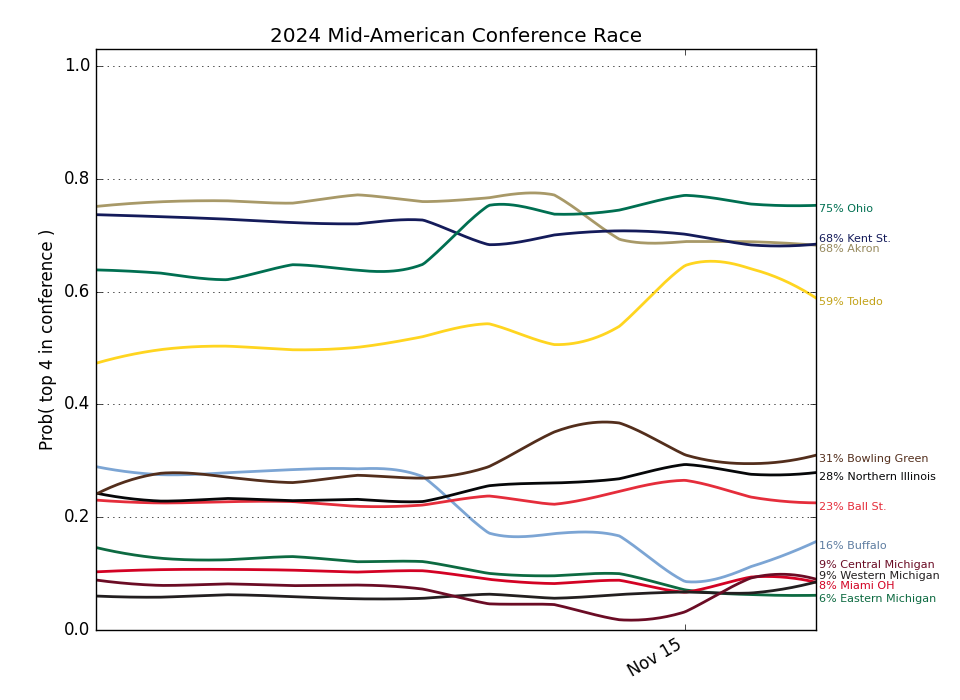 2024 Mid-American Conference Race
Prob( top 4 in conference )
1.0
0.8
0.6
0.4
0.2
0.0
Nov 15
75% Ohio
68% Kent St.
68% Akron
59% Toledo
31% Bowling Green
28% Northern Illinois
23% Ball St.
16% Buffalo
9% Central Michigan
9% Western Michigan
8% Miami OH
6% Eastern Michigan